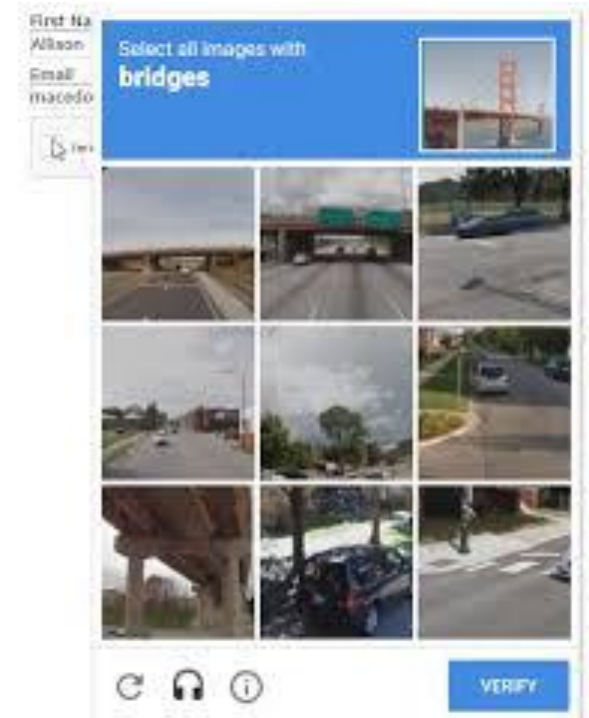 First Na
Allison
Email
macedo
Select all images with
bridges
VERIFY